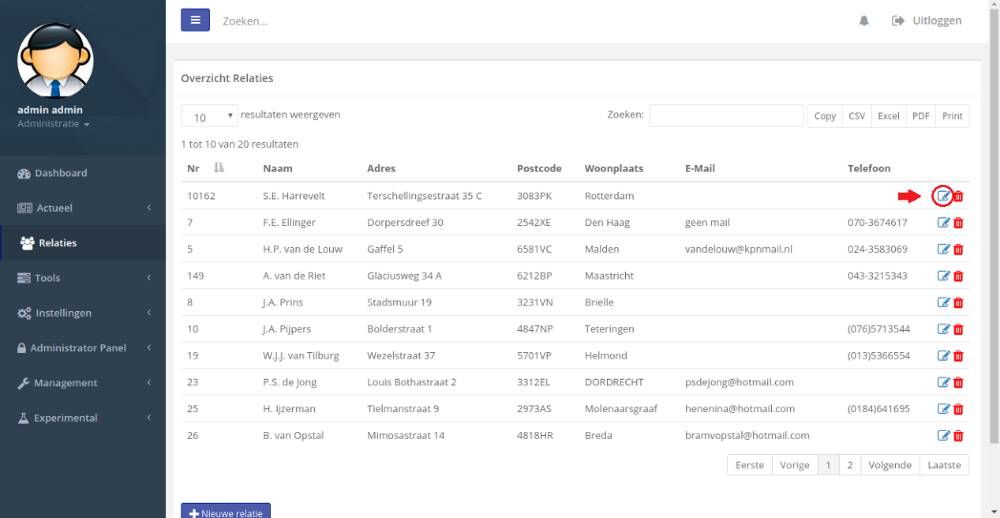 Zoeken...
Uitloggen
admin admin
Administratie
Dashboard
Actueel
Relaties
Tools
Instellingen
Administrator Panel
Management
Experimental
Overzicht Relaties
10 resultaten weergeven
Zoeken: Copy CSV Excel PDF Print
1 tot 10 van 20 resultaten
Nr Naam Adres Postcode Woonplaats E-Mail Telefoon
10162 S.E. Harrevelt Terschellingsestraat 35 C 3083PK Rotterdam
7 F.E. Ellinger Dorpersdreef 30 2542XE Den Haag geen mail 070-3674617
5 H.P. van de Louw Gaffel 5 6581VC Malden vandelouw@kpnmail.nl 024-3583069
149 A. van de Riet Glaciusweg 34 A 6212BP Maastricht 043-3215343
8 J.A. Prins Stadsmuur 19 3231VN Brielle
10 J.A. Pijpers Bolderstraat 1 4847NP Teteringen (076)5713544
19 W.J.J. van Tilburg Wezelstraat 37 5701VP Helmond (013)5366554
23 P.S. de Jong Louis Bothastraat 2 3312EL DORDRECHT psdejong@hotmail.com
25 H. Ijzerman Tielmanstraat 9 2973AS Molenaarsgraaf henenina@hotmail.com (0184)641695
26 B. van Opstal Mimosastraat 14 4818HR Breda bramvopstal@hotmail.com
Eerste Vorige 1 2 Volgende Laatste
Nieuwe relatie